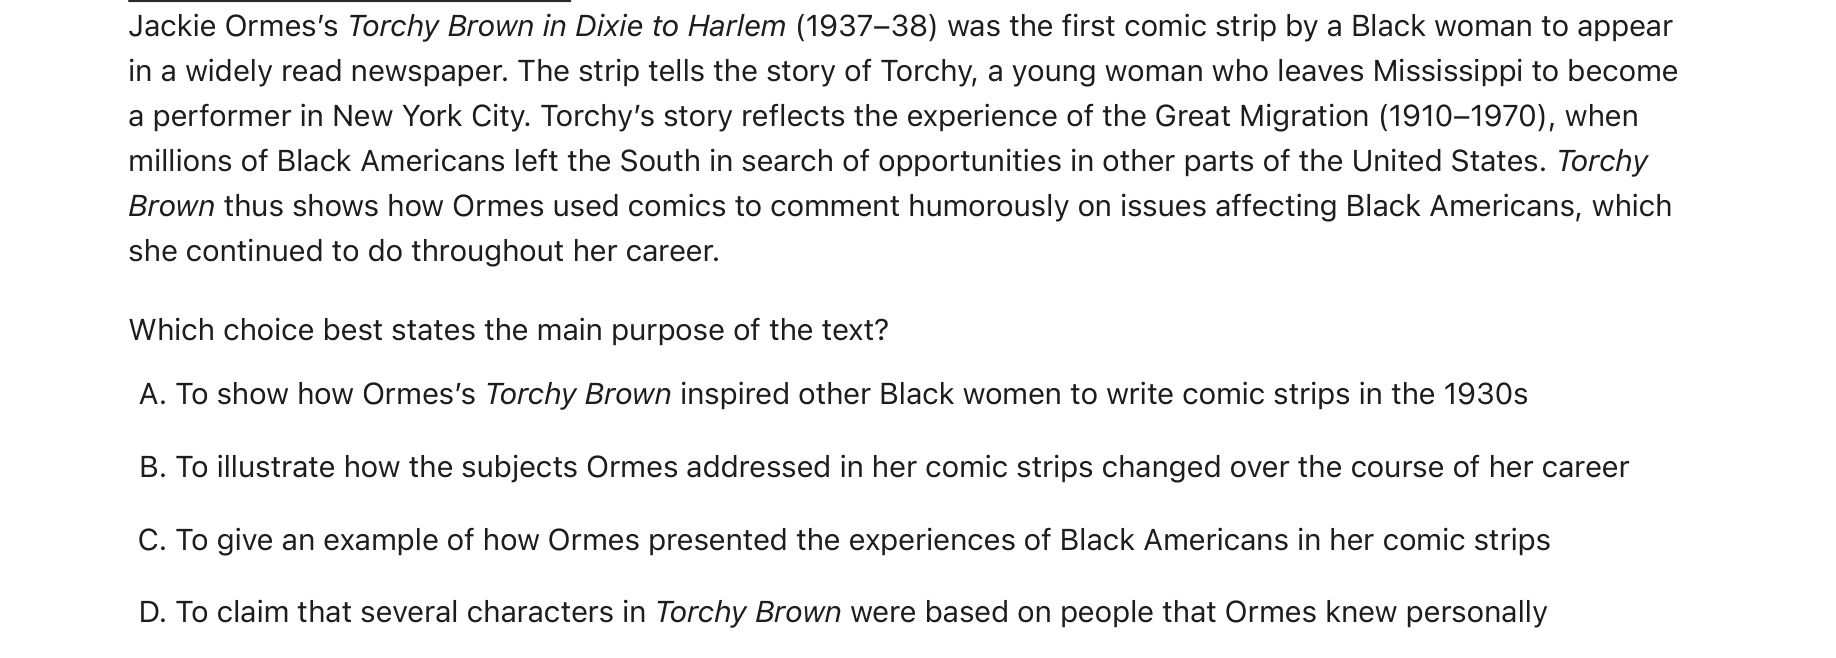 Jackie Ormes’s Torchy Brown in Dixie to Harlem (1937–38) was the first comic strip by a Black woman to appear
in a widely read newspaper. The strip tells the story of Torchy, a young woman who leaves Mississippi to become
a performer in New York City. Torchy’s story reflects the experience of the Great Migration (1910–1970), when
millions of Black Americans left the South in search of opportunities in other parts of the United States. Torchy
Brown thus shows how Ormes used comics to comment humorously on issues affecting Black Americans, which
she continued to do throughout her career.
Which choice best states the main purpose of the text?
A. To show how Ormes’s Torchy Brown inspired other Black women to write comic strips in the 1930s
B. To illustrate how the subjects Ormes addressed in her comic strips changed over the course of her career
C. To give an example of how Ormes presented the experiences of Black Americans in her comic strips
D. To claim that several characters in Torchy Brown were based on people that Ormes knew personally